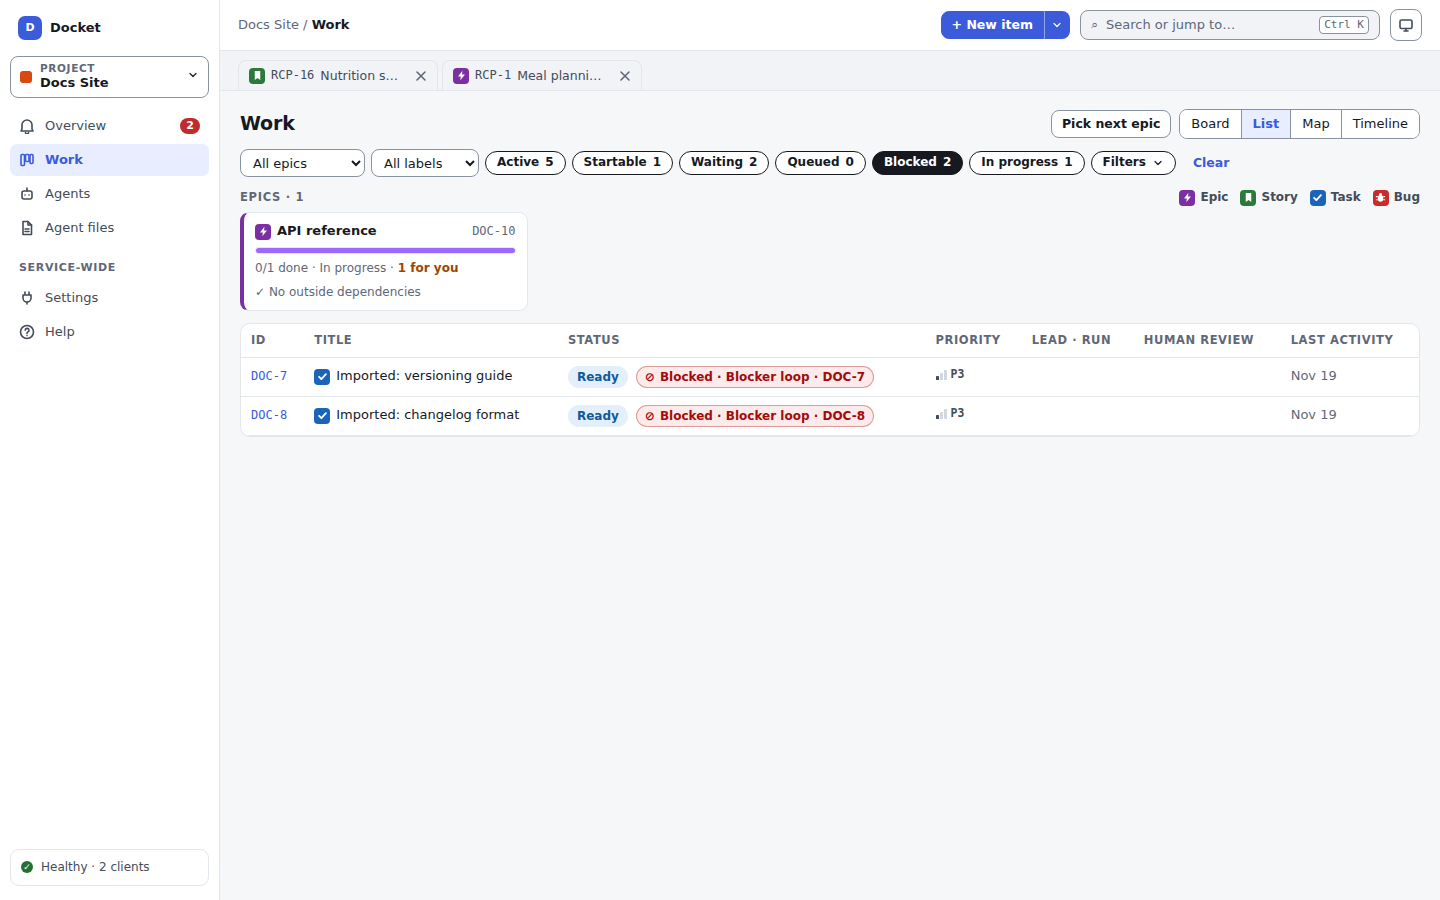 D Docket
PROJECT
Docs Site
Overview 2
Work
Agents
Agent files
SERVICE-WIDE
Settings
Help
Healthy · 2 clients
Docs Site / Work
+ New item
Search or jump to…
Ctrl K
RCP-16 Nutrition s…
RCP-1 Meal planni…
Work
Pick next epic
Board List Map Timeline
All epics
All labels
Active 5
Startable 1
Waiting 2
Queued 0
Blocked 2
In progress 1
Filters
Clear
EPICS · 1
Epic Story Task Bug
API reference DOC-10
0/1 done · In progress · 1 for you
✓ No outside dependencies
ID TITLE STATUS PRIORITY LEAD · RUN HUMAN REVIEW LAST ACTIVITY
DOC-7 Imported: versioning guide Ready Blocked · Blocker loop · DOC-7 P3 Nov 19
DOC-8 Imported: changelog format Ready Blocked · Blocker loop · DOC-8 P3 Nov 19